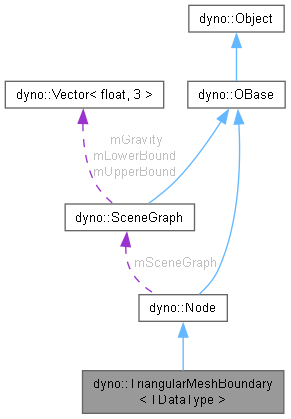 dyno::Object
dyno::Vector< float, 3 >
dyno::OBase
mGravity
mLowerBound
mUpperBound
dyno::SceneGraph
mSceneGraph
dyno::Node
dyno::TriangularMeshBoundary
< TDataType >